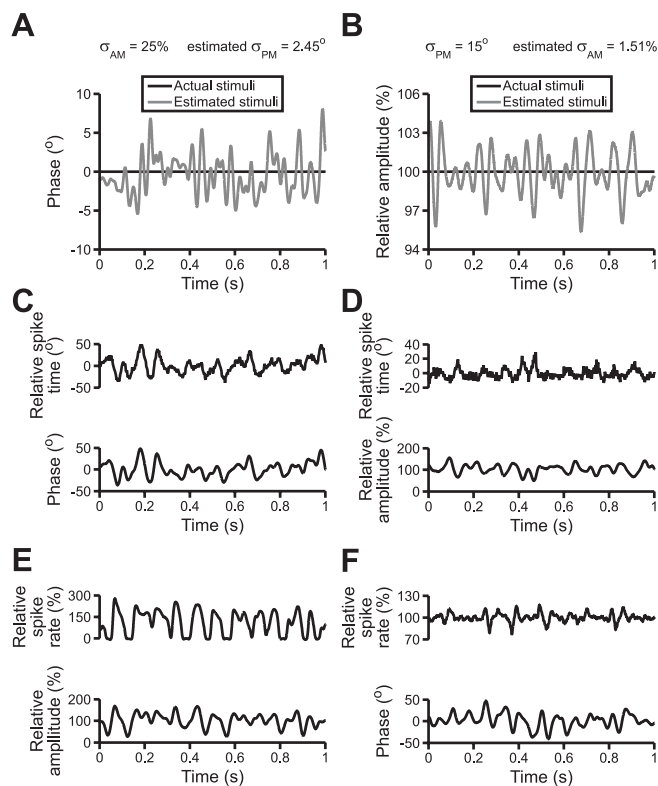 A
B
σAM = 25% estimated σPM = 2.45o
σPM = 15o estimated σAM = 1.51%
Actual stimuli
Estimated stimuli
Actual stimuli
Estimated stimuli
Phase (o)
10
5
0
-5
-10
0 0.2 0.4 0.6 0.8 1
Time (s)
Relative amplitude (%)
106
103
100
97
94
0 0.2 0.4 0.6 0.8 1
Time (s)
C
Relative spike
time (o)
50
0
-50
Phase (o)
50
0
-50
0 0.2 0.4 0.6 0.8 1
Time (s)
D
Relative spike
time (o)
40
20
0
-20
Relative
amplitude (%)
200
100
0
0 0.2 0.4 0.6 0.8 1
Time (s)
E
Relative
spike
rate (%)
300
150
0
Relative
ampllitude (%)
200
100
0
0 0.2 0.4 0.6 0.8 1
Time (s)
F
Relative
spike
rate (%)
130
100
70
Phase (o)
50
0
-50
0 0.2 0.4 0.6 0.8 1
Time (s)